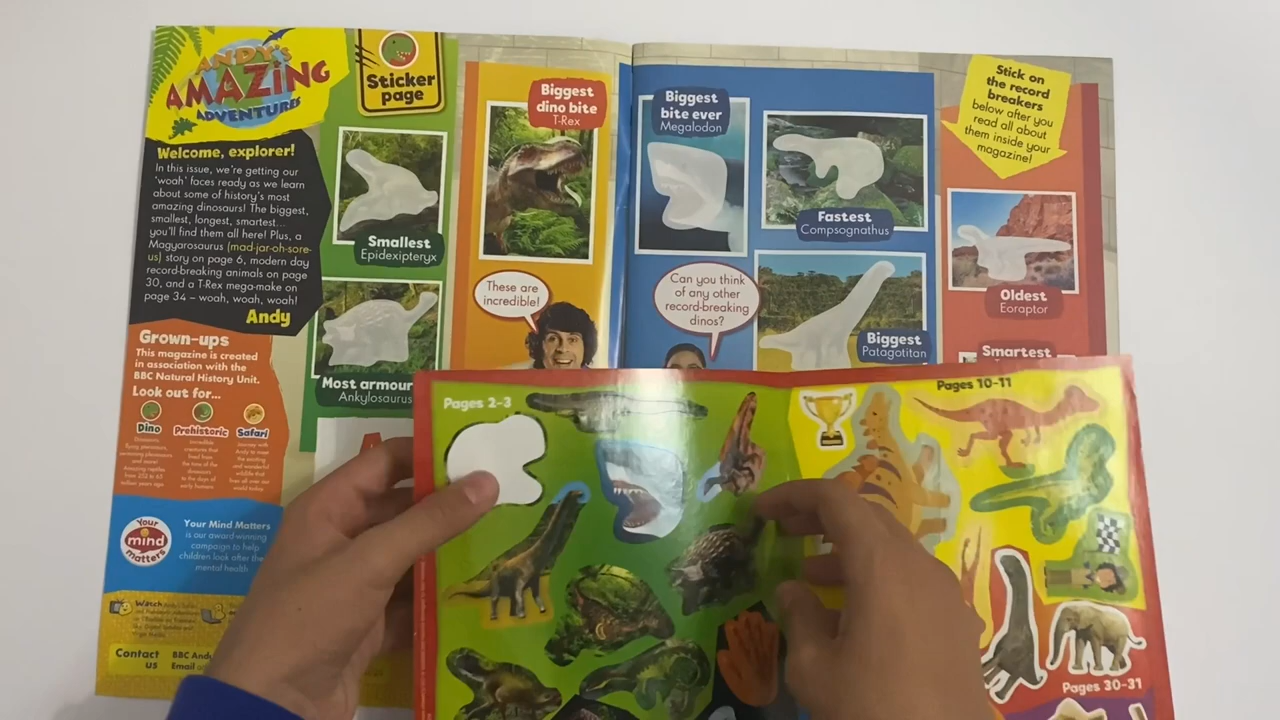 ANDY'S
AMAZING
ADVENTURES
Sticker
page
Welcome, explorer!
In this issue, we're getting our
'woah' faces ready as we learn
about some of history's most
amazing dinosaurs! The biggest,
smallest, longest, smartest...
you'll find them all here! Plus, a
Magyarosaurus (mad-jar-oh-sore-
us) story on page 6, modern day
record-breaking animals on page
30, and a T-Rex mega-make on
page 34 – woah, woah, woah!
Andy
Grown-ups
This magazine is created
in association with the
BBC Natural History Unit.
Look out for...
Dino
Prehistoric
Safari
Your
mind
matters
Your Mind Matters
is our award-winning
campaign to help
children look after their
mental health
Watch
Contact
us
BBC Andy
Email
Smallest
Epidexipteryx
Most armour
Ankylosaurus
Biggest
dino bite
T-Rex
These are
incredible!
Biggest
bite ever
Megalodon
Can you think
of any other
record-breaking
dinos?
Fastest
Compsognathus
Biggest
Patagotitan
Stick on
the record
breakers
below after you
read all about
them inside your
magazine!
Oldest
Eoraptor
Smartest
Pages 2-3
Pages 10-11
Pages 30-31